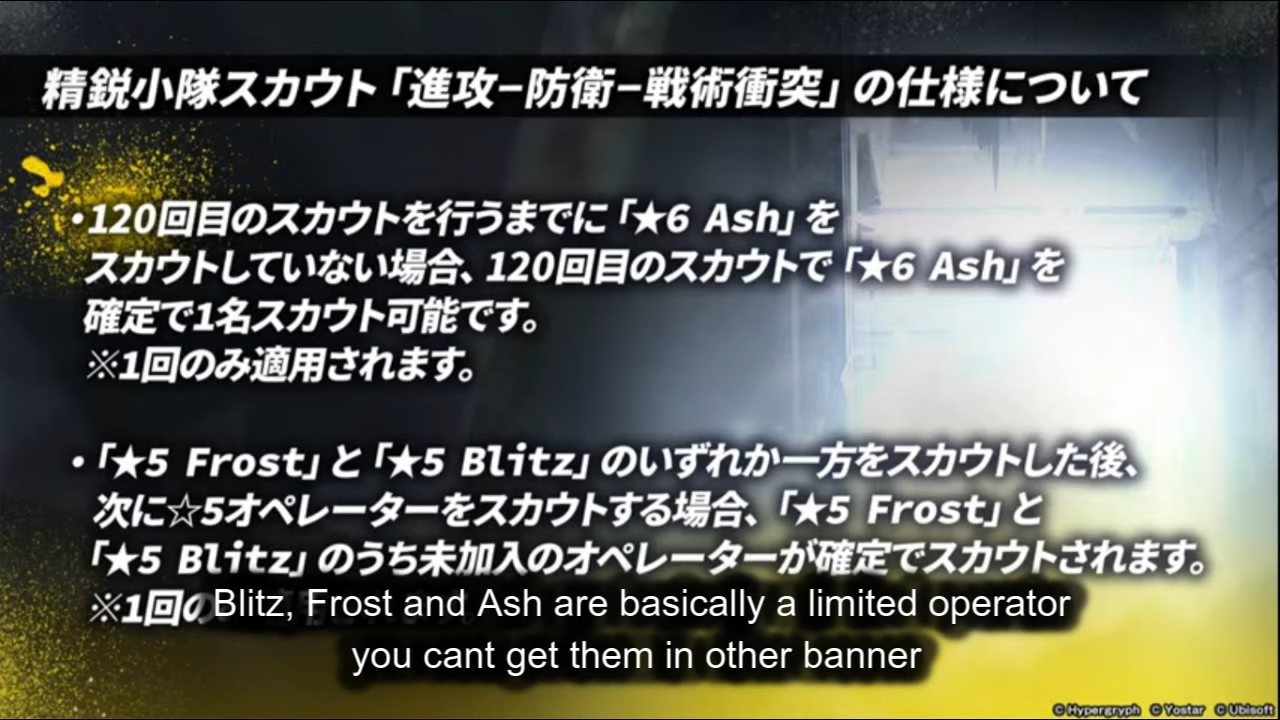 精鋭小隊スカウト「進攻−防衛−戦術衝突」の仕様について
・120回目のスカウトを行うまでに「★6 Ash」を
スカウトしていない場合、120回目のスカウトで「★6 Ash」を
確定で1名スカウト可能です。
※1回のみ適用されます。
・「★5 Frost」と「★5 Blitz」のいずれか一方をスカウトした後、
次に☆5オペレーターをスカウトする場合、「★5 Frost」と
「★5 Blitz」のうち未加入のオペレーターが確定でスカウトされます。
※1回の
Blitz, Frost and Ash are basically a limited operator
you cant get them in other banner
© Hypergryph © Yostar © Ubisoft